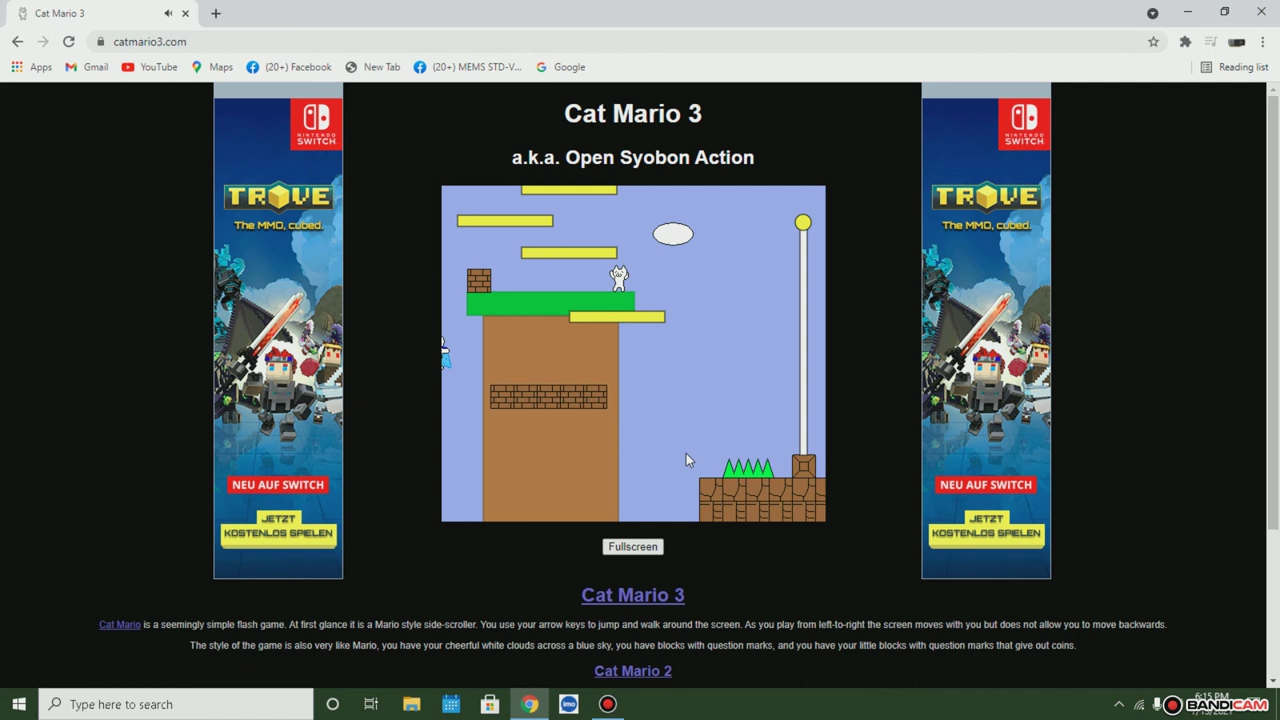 Cat Mario 3
catmario3.com
Apps Gmail YouTube Maps (20+) Facebook New Tab (20+) MEMS STD-V... Google Reading list
Cat Mario 3
a.k.a. Open Syobon Action
NINTENDO
SWITCH
TROVE
The MMO, cubed.
NEU AUF SWITCH
JETZT
KOSTENLOS SPIELEN
NINTENDO
SWITCH
TROVE
The MMO, cubed.
NEU AUF SWITCH
JETZT
KOSTENLOS SPIELEN
Fullscreen
Cat Mario 3
Cat Mario is a seemingly simple flash game. At first glance it is a Mario style side-scroller. You use your arrow keys to jump and walk around the screen. As you play from left-to-right the screen moves with you but does not allow you to move backwards.
The style of the game is also very like Mario, you have your cheerful white clouds across a blue sky, you have blocks with question marks, and you have your little blocks with question marks that give out coins.
Cat Mario 2
Type here to search
imo
6:15 PM
BANDICAM